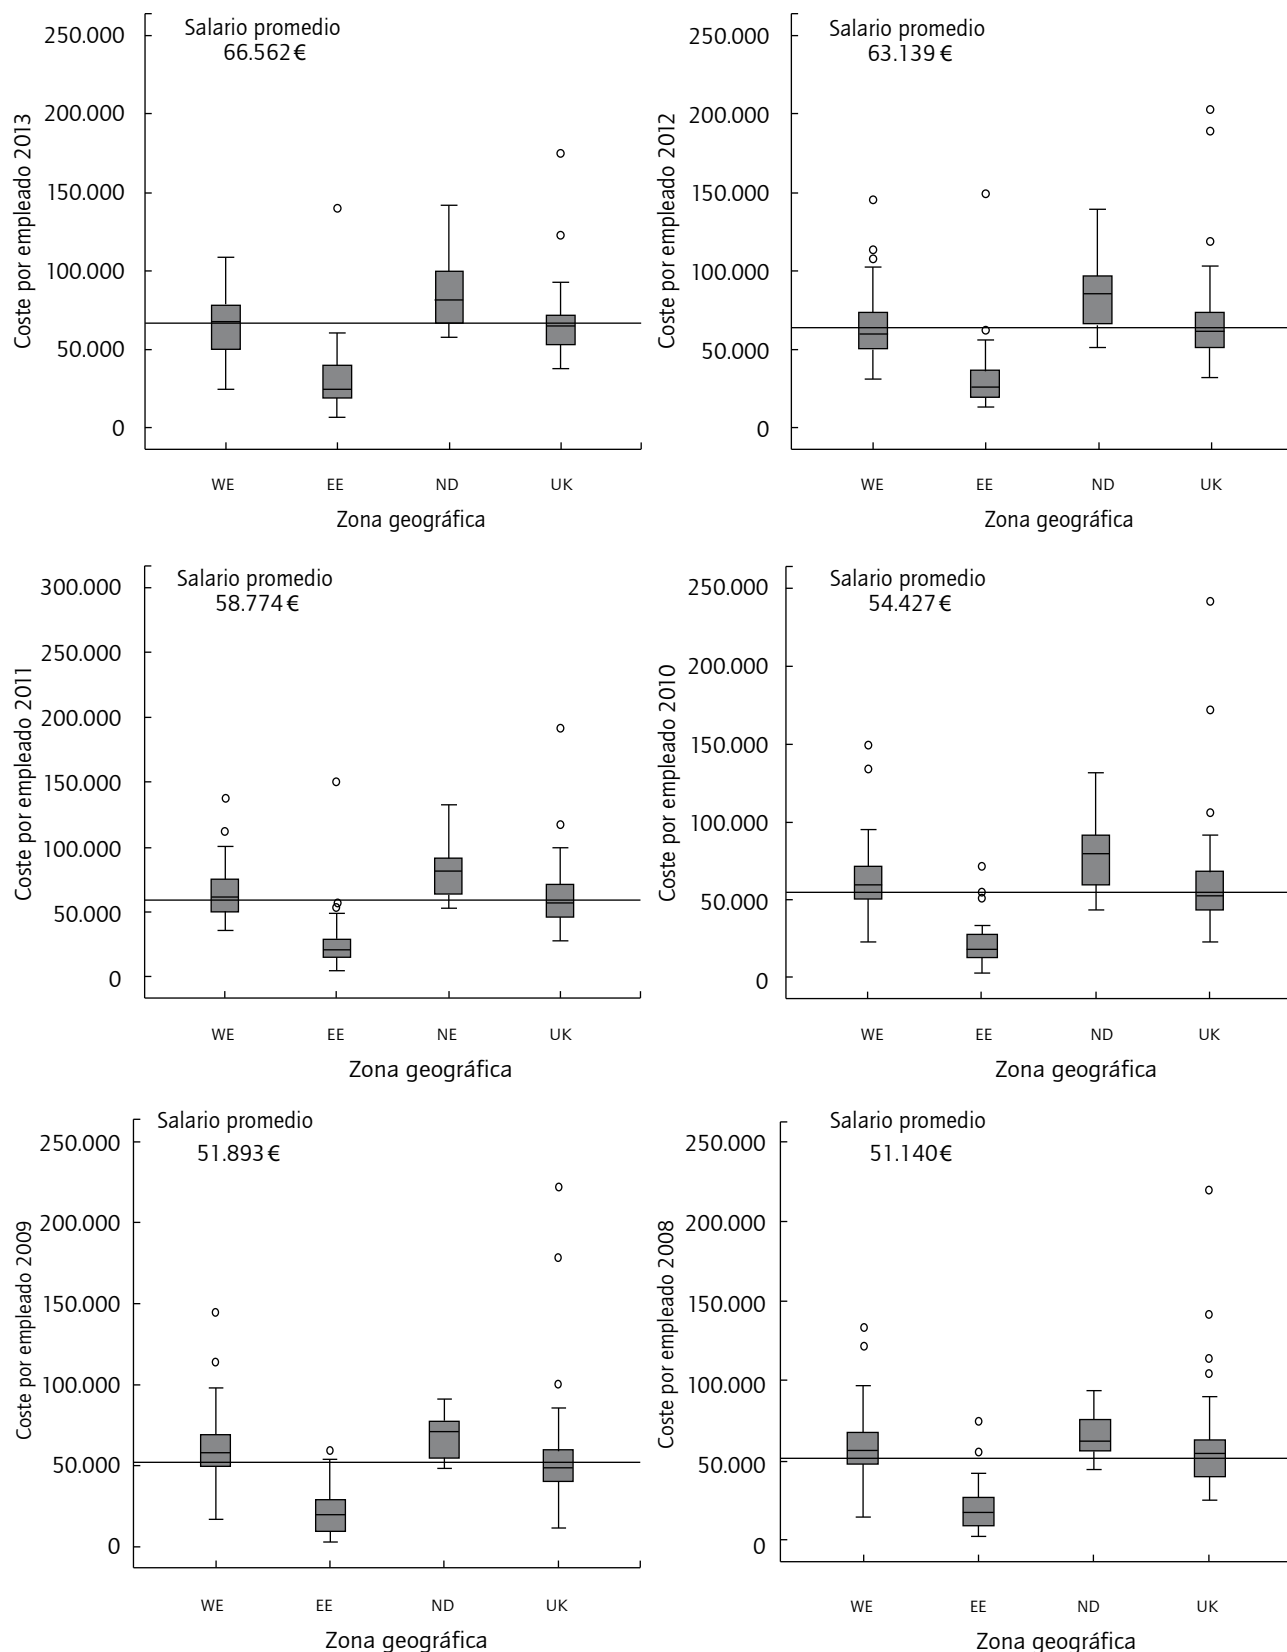 Salario promedio
66.562 €
Coste por empleado 2013
250.000
200.000
150.000
100.000
50.000
0
WE EE ND UK
Zona geográfica
Salario promedio
63.139 €
Coste por empleado 2012
250.000
200.000
150.000
100.000
50.000
0
WE EE ND UK
Zona geográfica
Salario promedio
58.774 €
Coste por empleado 2011
300.000
250.000
200.000
150.000
100.000
50.000
0
WE EE NE UK
Zona geográfica
Salario promedio
54.427 €
Coste por empleado 2010
250.000
200.000
150.000
100.000
50.000
0
WE EE ND UK
Zona geográfica
Salario promedio
51.893 €
Coste por empleado 2009
250.000
200.000
150.000
100.000
50.000
0
WE EE ND UK
Zona geográfica
Salario promedio
51.140€
Coste por empleado 2008
250.000
200.000
150.000
100.000
50.000
0
WE EE ND UK
Zona geográfica